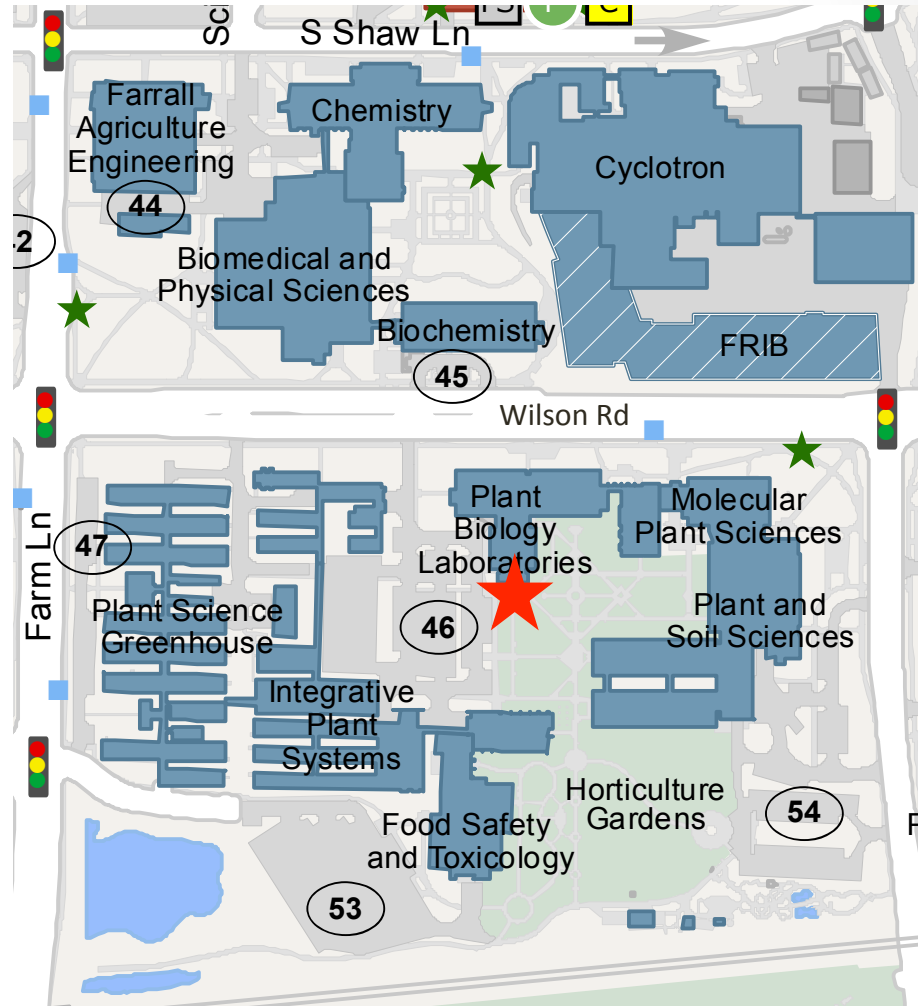 S Shaw Ln
Farrall
Agriculture
Engineering
44
Chemistry
Cyclotron
Biomedical and
Physical Sciences
Biochemistry
45
FRIB
Wilson Rd
Farm Ln
47
Plant Science
Greenhouse
Plant
Biology
Laboratories
46
Molecular
Plant Sciences
Plant and
Soil Sciences
Integrative
Plant
Systems
Food Safety
and Toxicology
Horticulture
Gardens
53
54